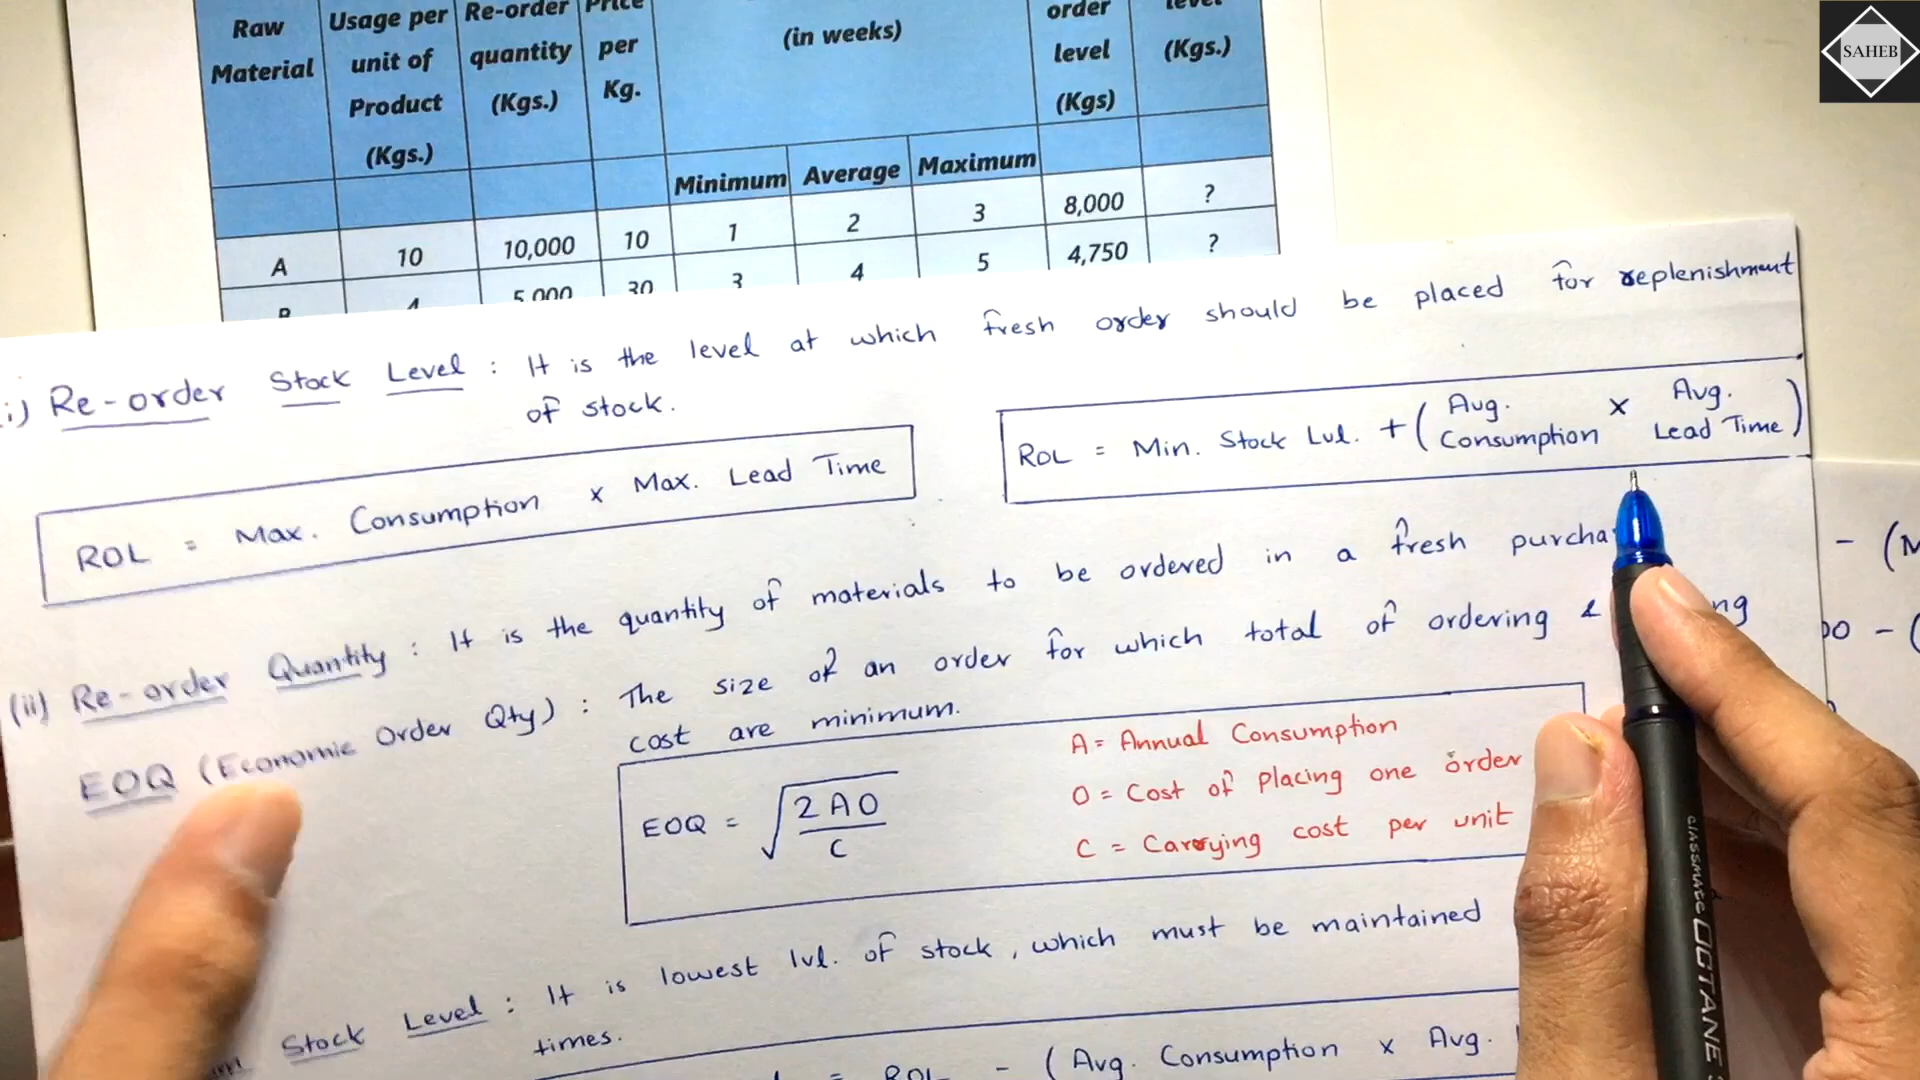 SAHEB
Raw Material
Usage per unit of Product (Kgs.)
Re-order quantity (Kgs.)
Price per Kg.
(in weeks)
order level (Kgs)
level (Kgs.)
Minimum Average Maximum
A 10 10,000 10 1 2 3 8,000 ?
5,000 30 3 4 5 4,750 ?
i) Re-order Stock Level : It is the level at which fresh order should be placed for replenishment
of stock.
ROL = Max. Consumption x Max. Lead Time
ROL = Min. Stock Lvl. + ( Avg. Consumption x Avg. Lead Time )
(ii) Re-order Quantity : It is the quantity of materials to be ordered in a fresh
EOQ (Economic Order Qty) : The size of an order for which total of ordering &
cost are minimum.
EOQ = √ 2AO / C
A = Annual Consumption
O = Cost of placing one order
C = Carrying cost per unit
Stock Level : It is lowest lvl. of stock, which must be maintained
times.
= ROL - ( Avg. Consumption x Avg.
- (
- (
CLASSMATE OCTANE